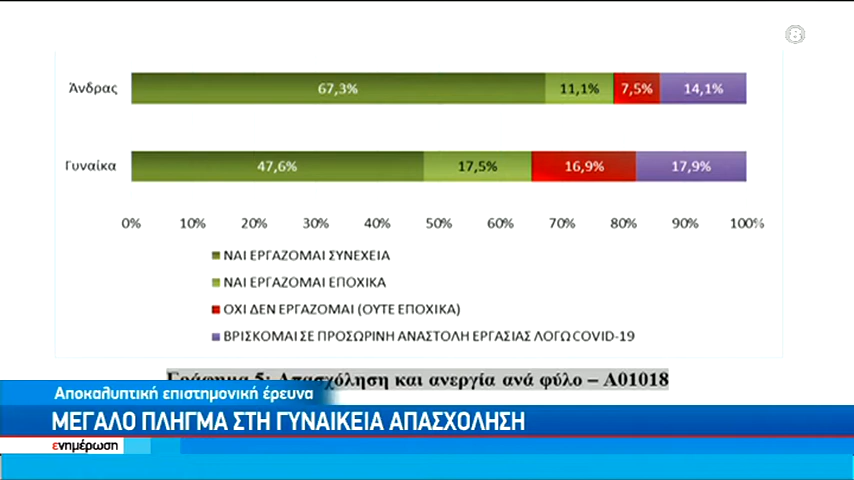 8
Άνδρας 67,3% 11,1% 7,5% 14,1%
Γυναίκα 47,6% 17,5% 16,9% 17,9%
0% 10% 20% 30% 40% 50% 60% 70% 80% 90% 100%
ΝΑΙ ΕΡΓΑΖΟΜΑΙ ΣΥΝΕΧΕΙΑ
ΝΑΙ ΕΡΓΑΖΟΜΑΙ ΕΠΟΧΙΚΑ
ΟΧΙ ΔΕΝ ΕΡΓΑΖΟΜΑΙ (ΟΥΤΕ ΕΠΟΧΙΚΑ)
ΒΡΙΣΚΟΜΑΙ ΣΕ ΠΡΟΣΩΡΙΝΗ ΑΝΑΣΤΟΛΗ ΕΡΓΑΣΙΑΣ ΛΟΓΩ COVID-19
Γράφημα 5: Απασχόληση και ανεργία ανά φύλο – Α01018
Αποκαλυπτική επιστημονική έρευνα
ΜΕΓΑΛΟ ΠΛΗΓΜΑ ΣΤΗ ΓΥΝΑΙΚΕΙΑ ΑΠΑΣΧΟΛΗΣΗ
ενημέρωση